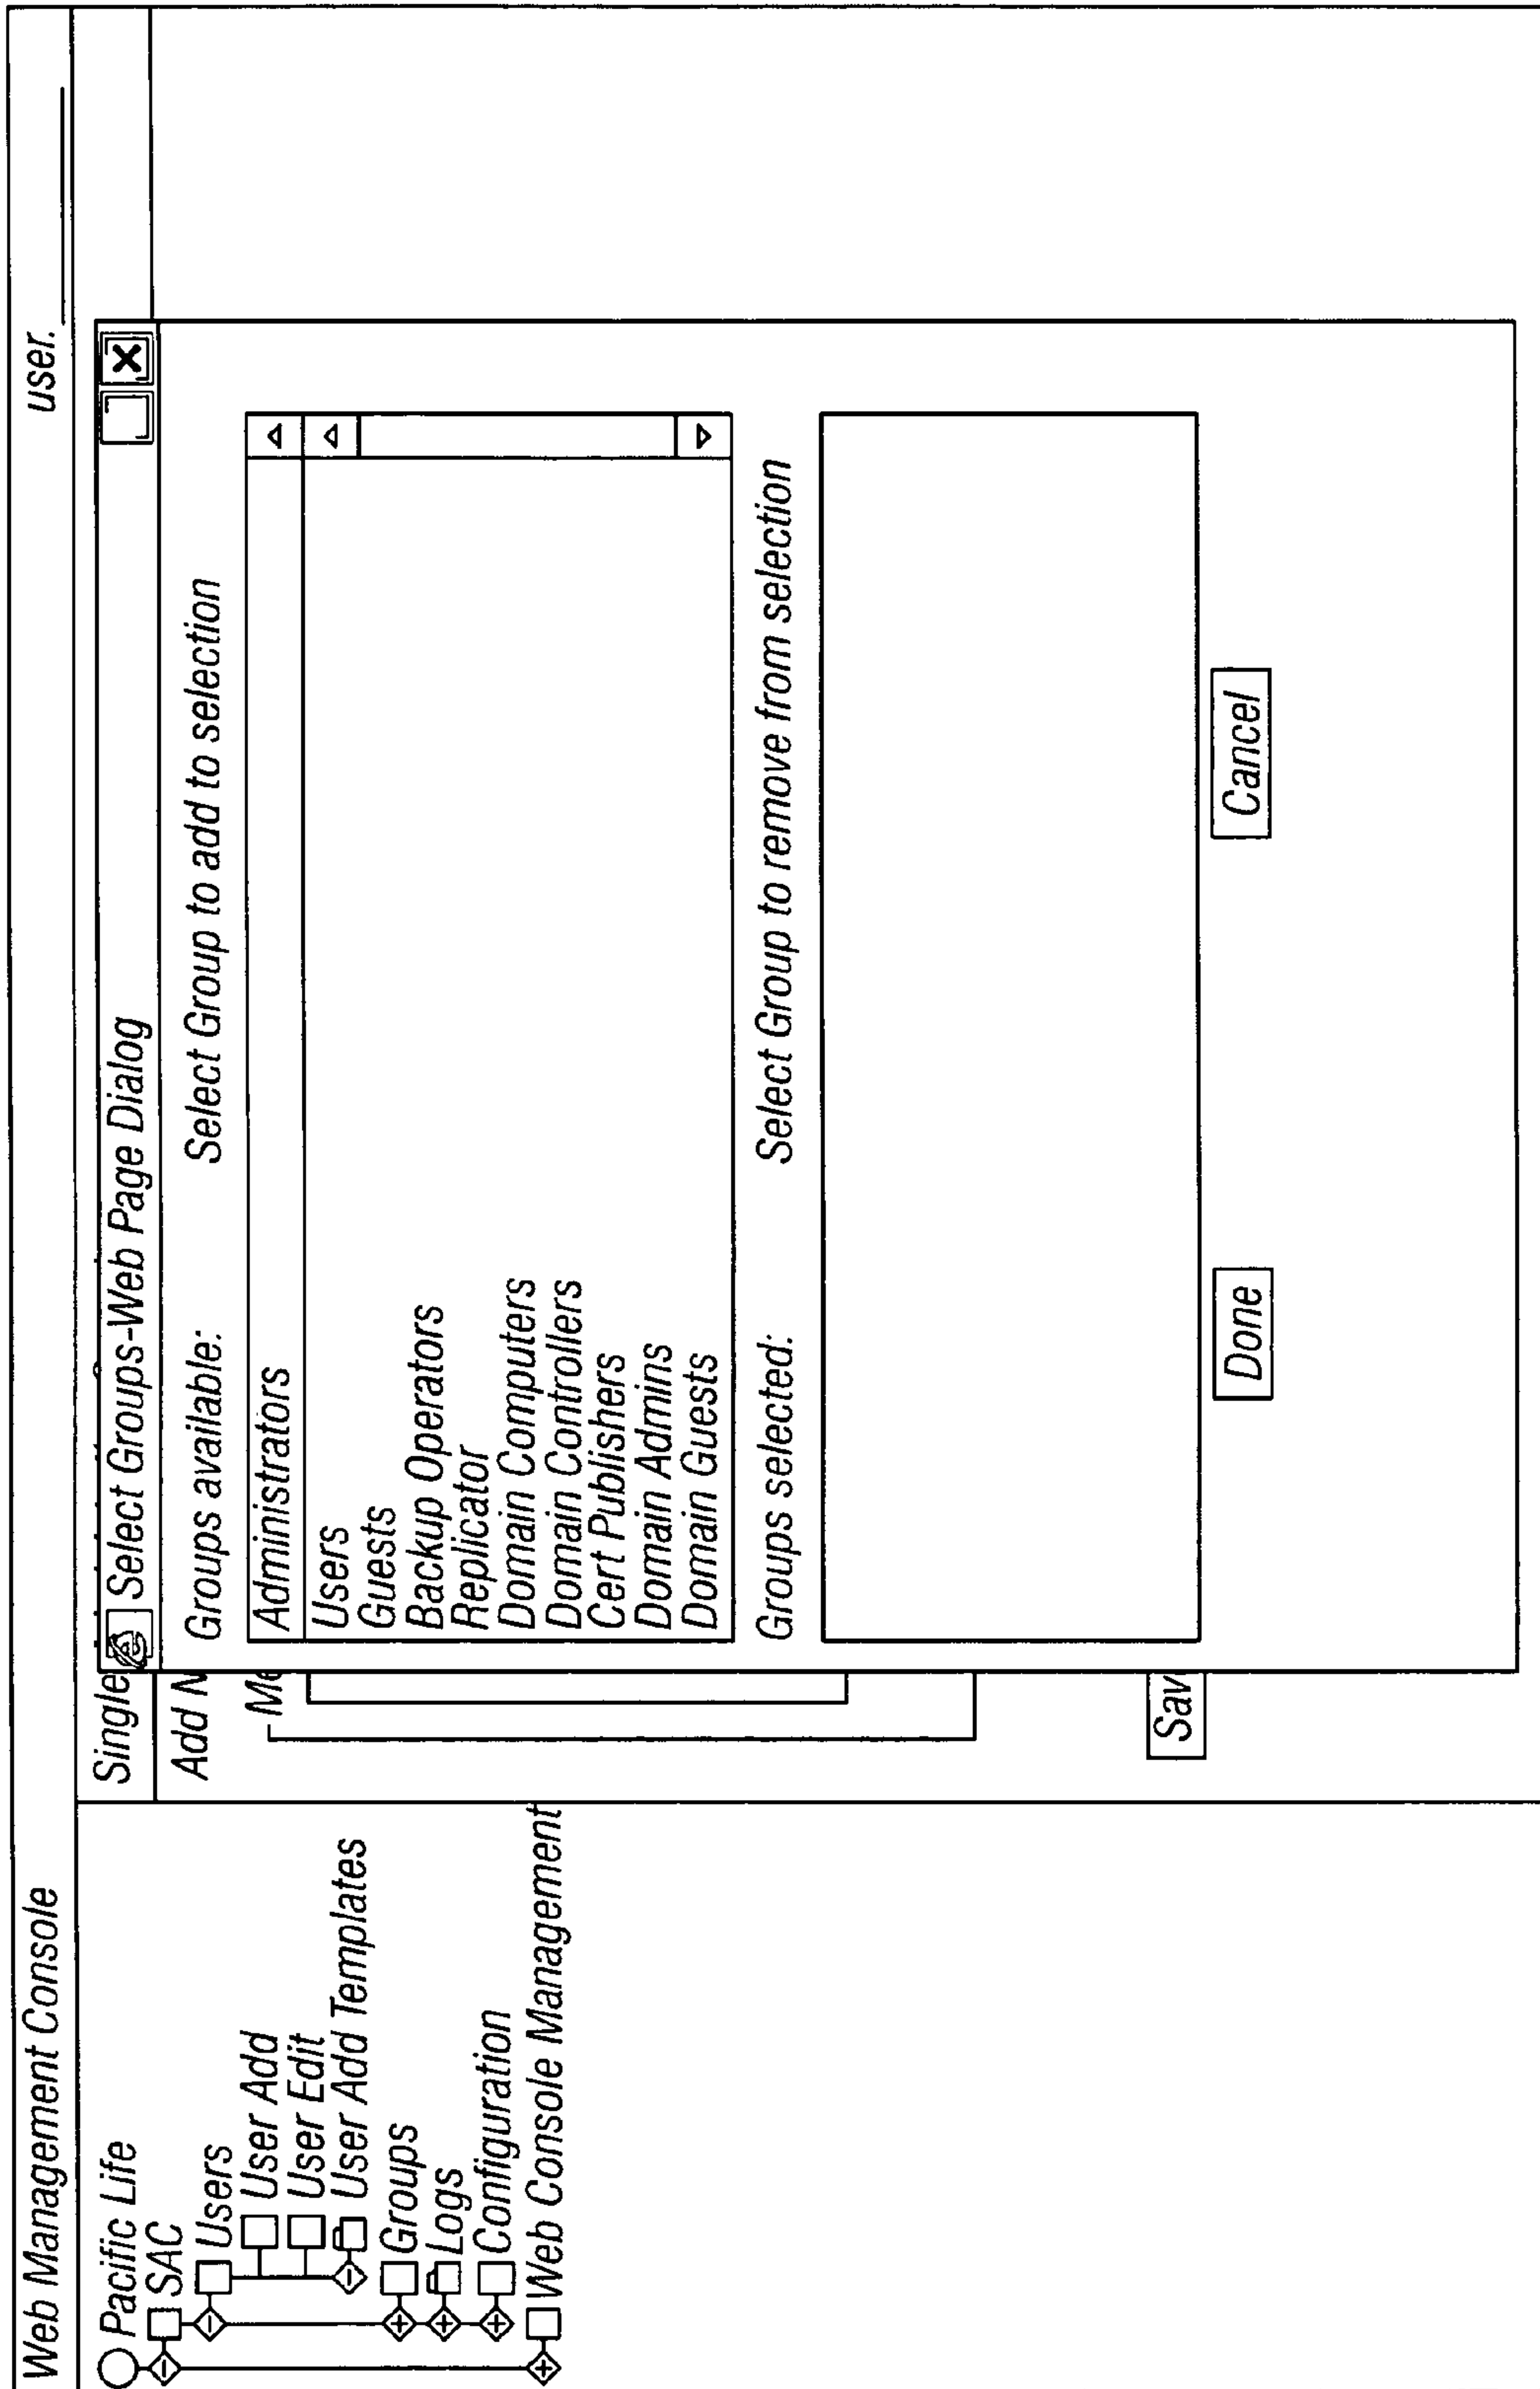 Web Management Console
user.
Pacific Life
SAC
Users
User Add
User Edit
User Add Templates
Groups
Logs
Configuration
Web Console Management
Single
Add N
Me
Sav
Select Groups-Web Page Dialog
Groups available: Select Group to add to selection
Administrators
Users
Guests
Backup Operators
Replicator
Domain Computers
Domain Controllers
Cert Publishers
Domain Admins
Domain Guests
Groups selected: Select Group to remove from selection
Done Cancel